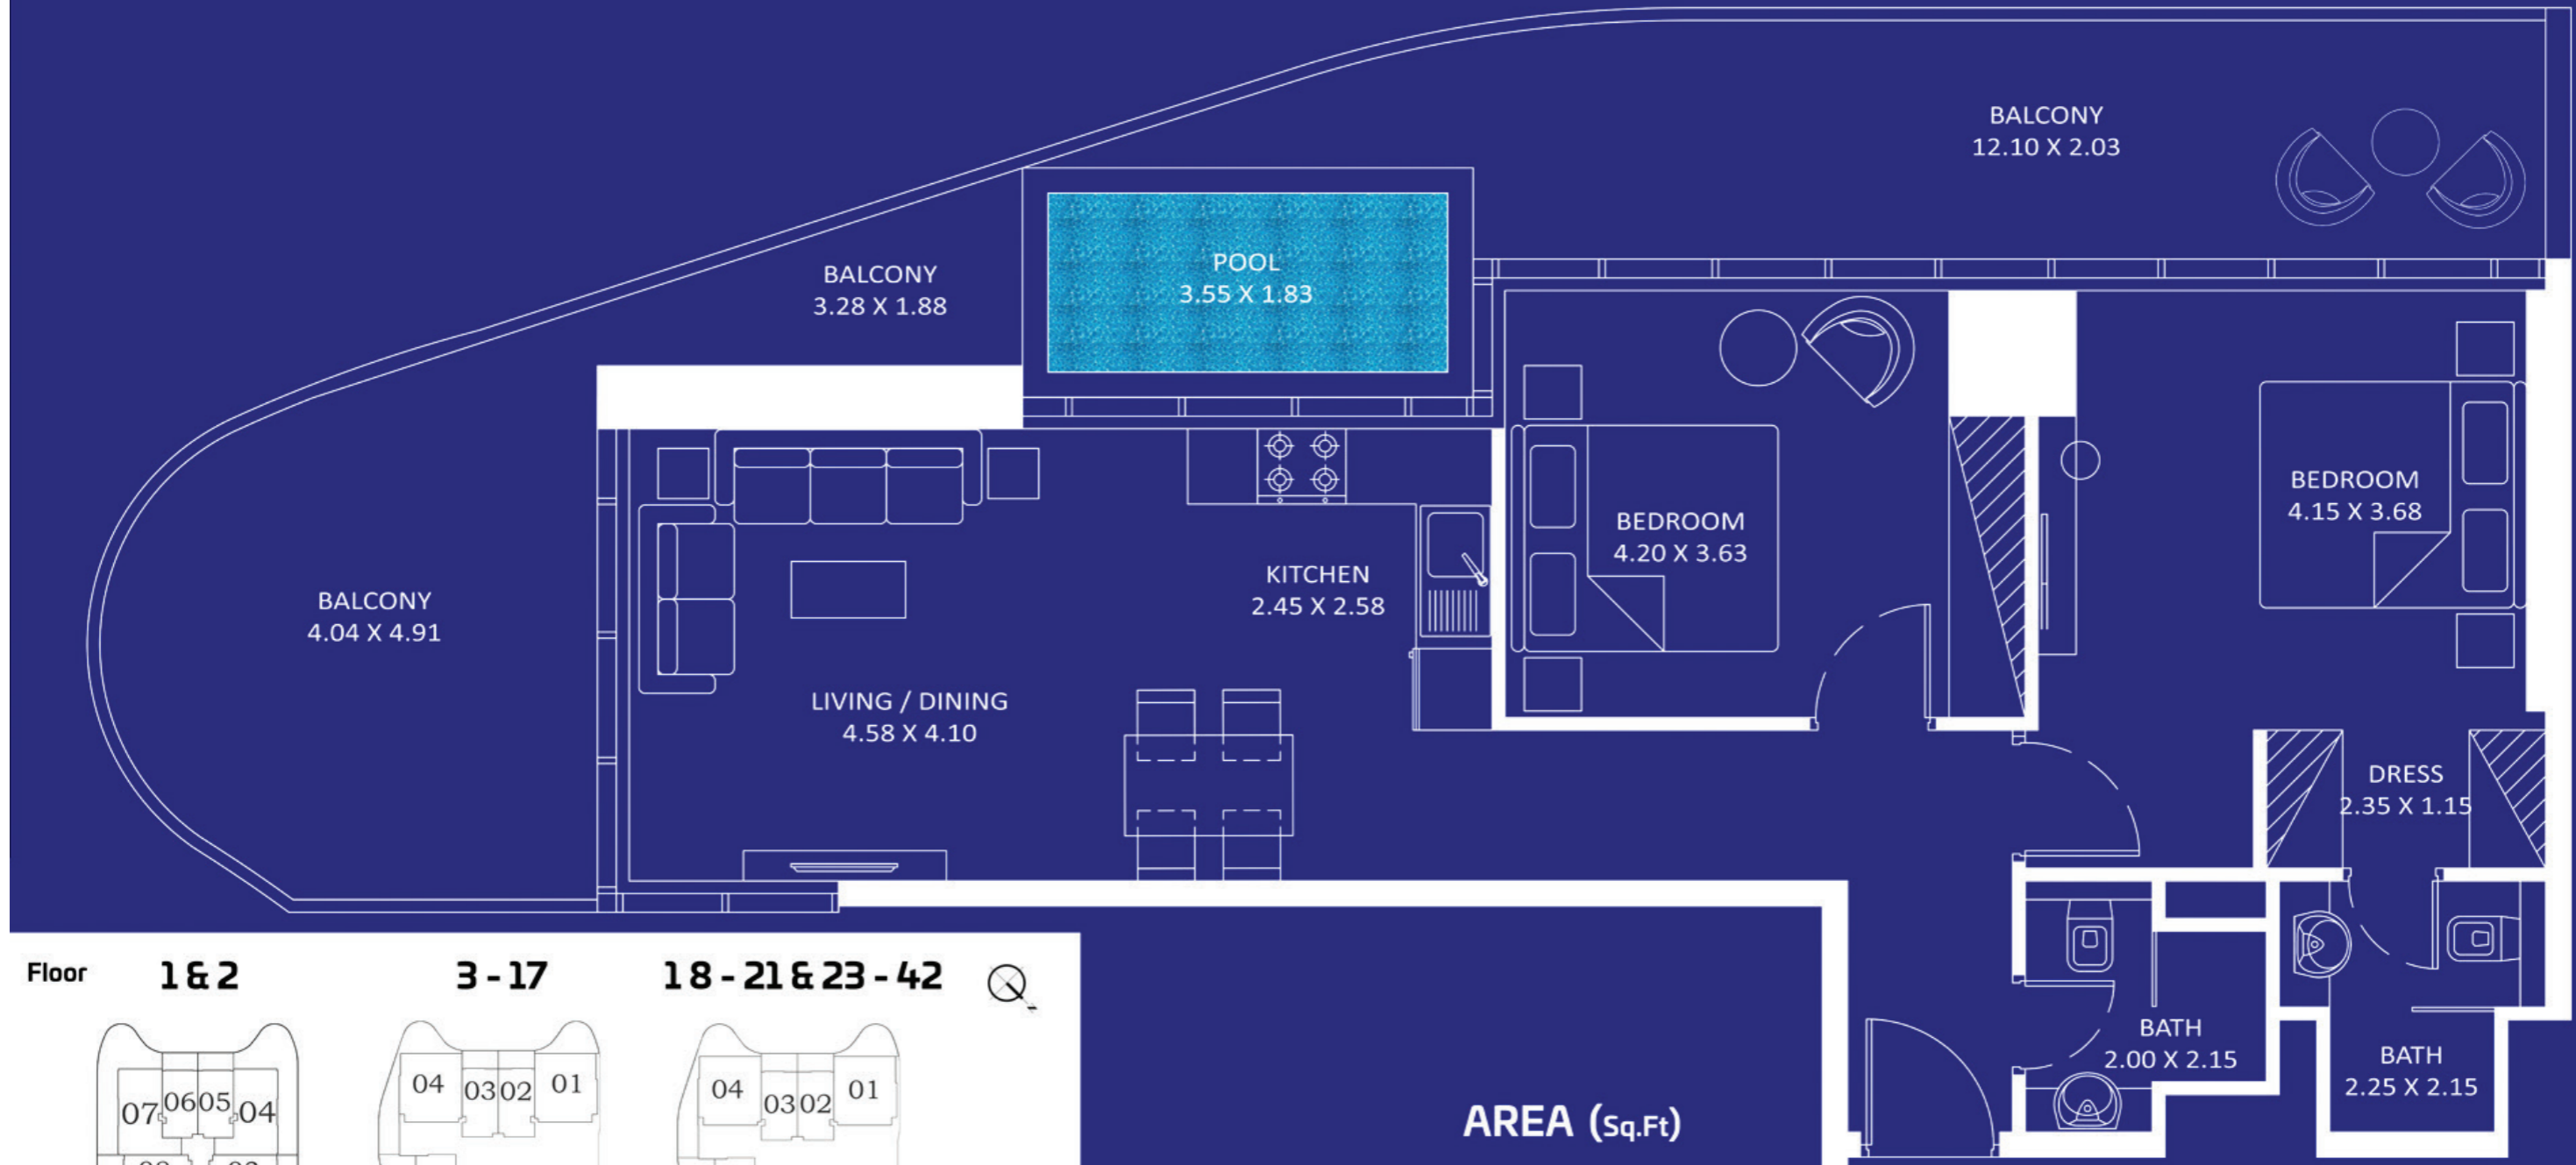 BALCONY
12.10 X 2.03
BALCONY
3.28 X 1.88
POOL
3.55 X 1.83
BEDROOM
4.15 X 3.68
BEDROOM
4.20 X 3.63
KITCHEN
2.45 X 2.58
BALCONY
4.04 X 4.91
LIVING / DINING
4.58 X 4.10
DRESS
2.35 X 1.15
BATH
2.00 X 2.15
BATH
2.25 X 2.15
Floor 1 & 2 3 - 17 18 - 21 & 23 - 42
07 06 05 04
04 03 02 01
04 03 02 01
AREA (Sq.Ft)